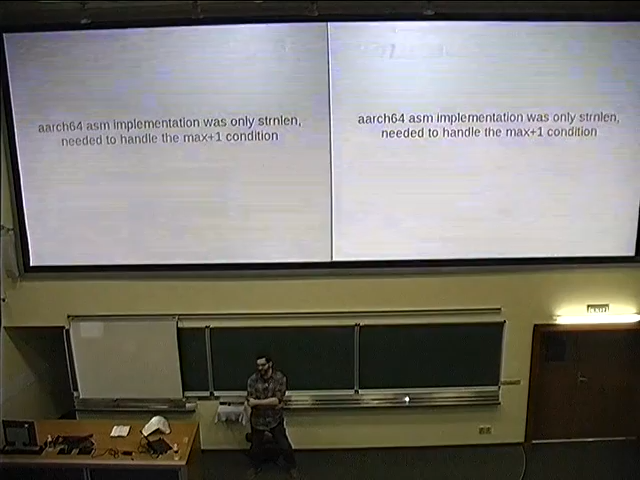 aarch64 asm implementation was only strnlen,
needed to handle the max+1 condition
aarch64 asm implementation was only strnlen,
needed to handle the max+1 condition